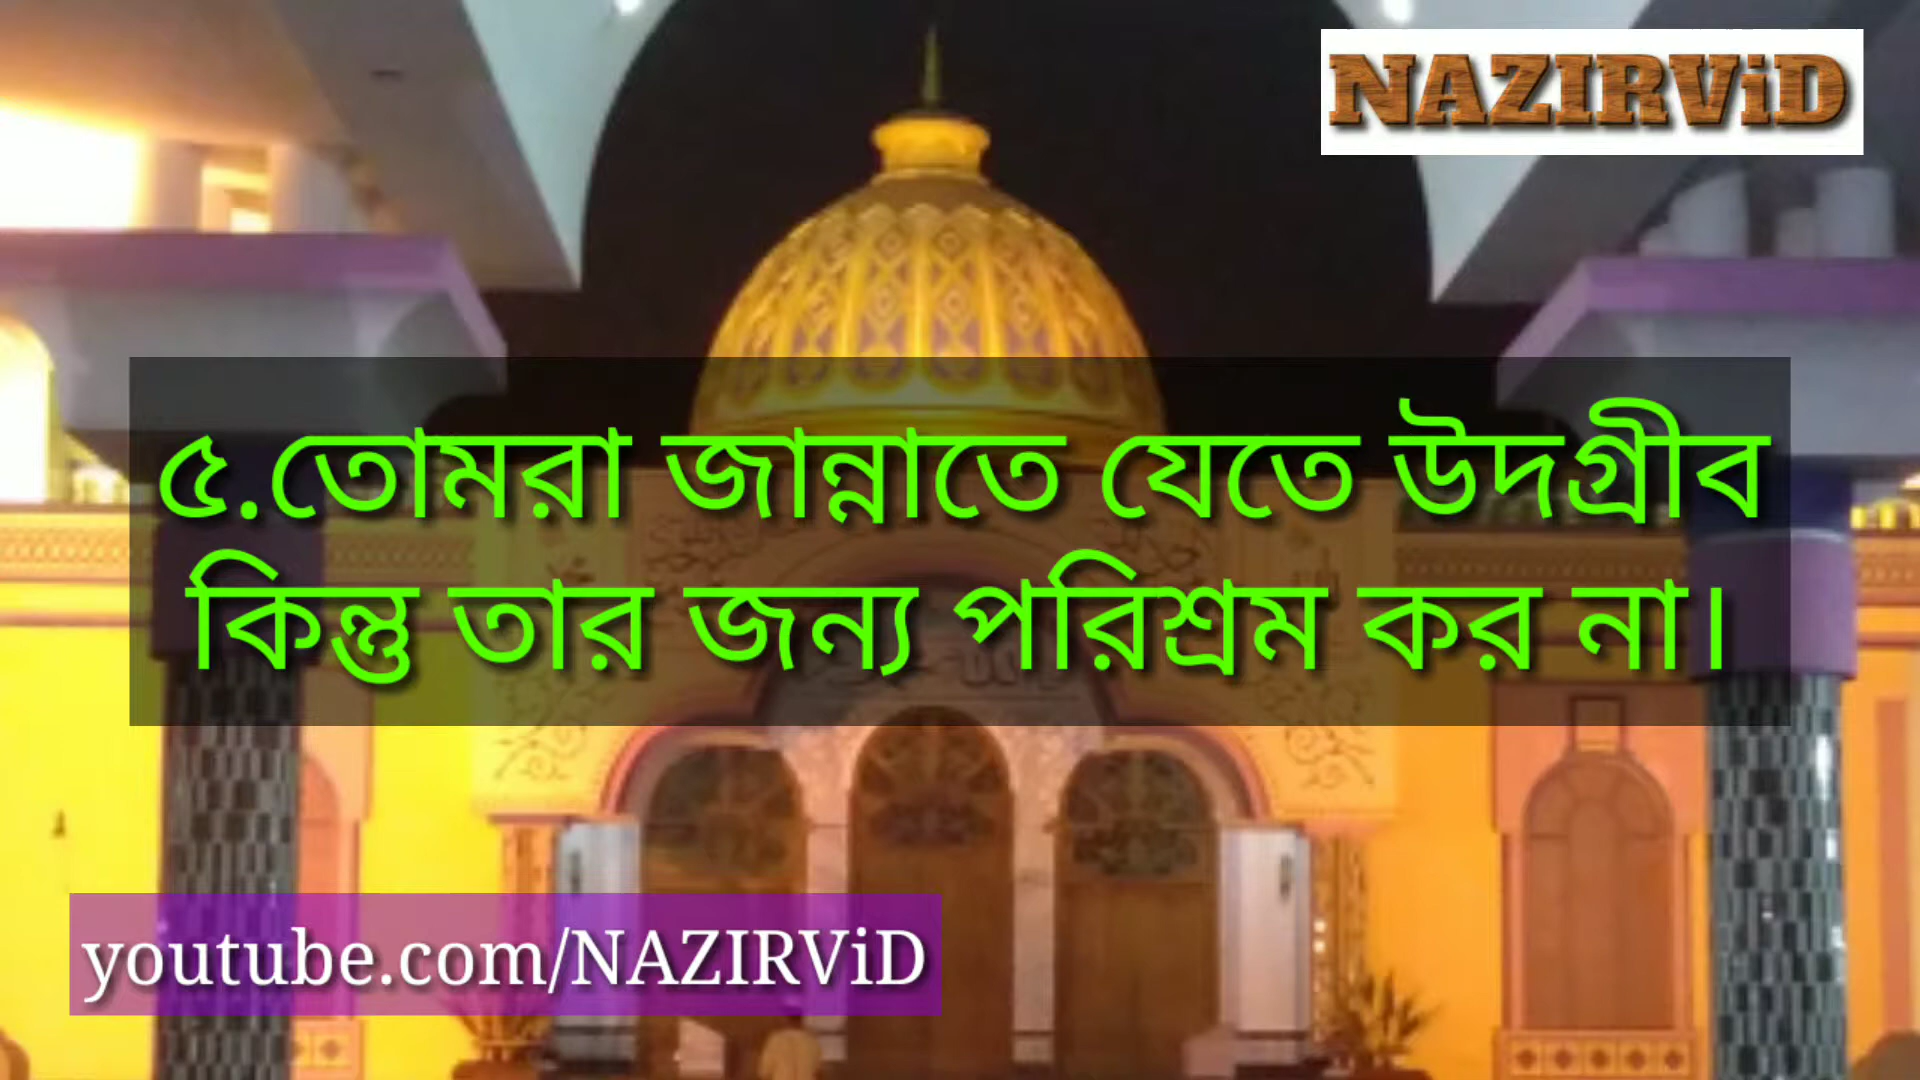 NAZIRViD
৫.তোমরা জান্নাতে যেতে উদগ্রীব
কিন্তু তার জন্য পরিশ্রম কর না।
youtube.com/NAZIRViD